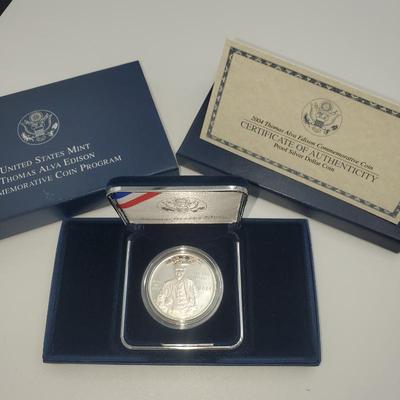 UNITED STATES MINT
THOMAS ALVA EDISON
MEMORATIVE COIN PROGRAM
2004 Thomas Alva Edison Commemorative Coin
CERTIFICATE OF AUTHENTICITY
Proof Silver Dollar Coin